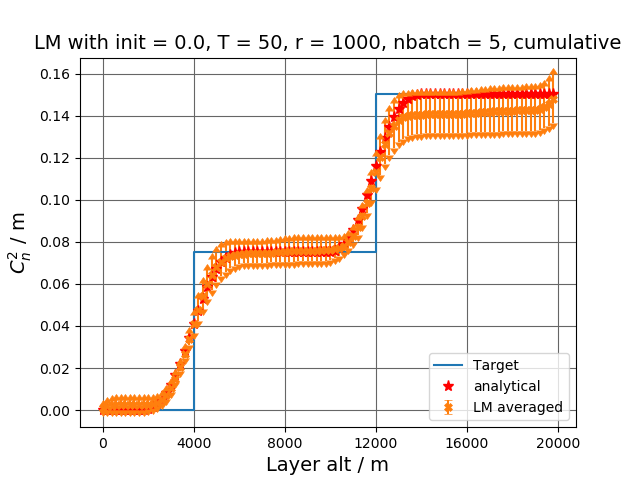 LM with init = 0.0, T = 50, r = 1000, nbatch = 5, cumulative
0.16
0.14
0.12
0.10
0.08
0.06
0.04
0.02
0.00
$C_n^2$ / m
0 4000 8000 12000 16000 20000
Layer alt / m
Target
analytical
LM averaged